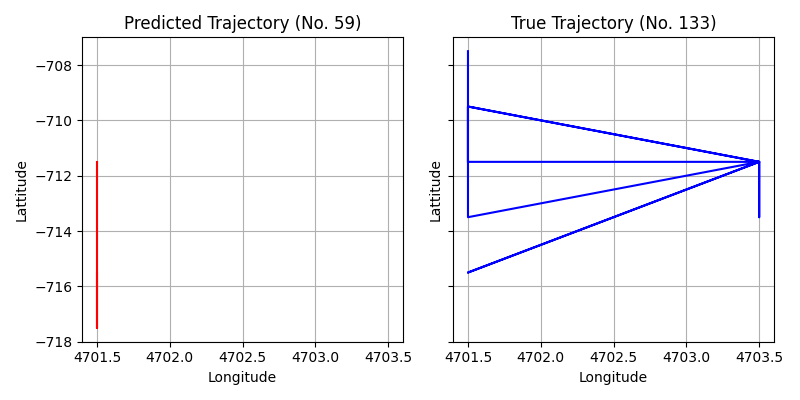 Predicted Trajectory (No. 59)
True Trajectory (No. 133)
−708
−710
−712
−714
−716
−718
Lattitude
Lattitude
4701.5 4702.0 4702.5 4703.0 4703.5
4701.5 4702.0 4702.5 4703.0 4703.5
Longitude
Longitude